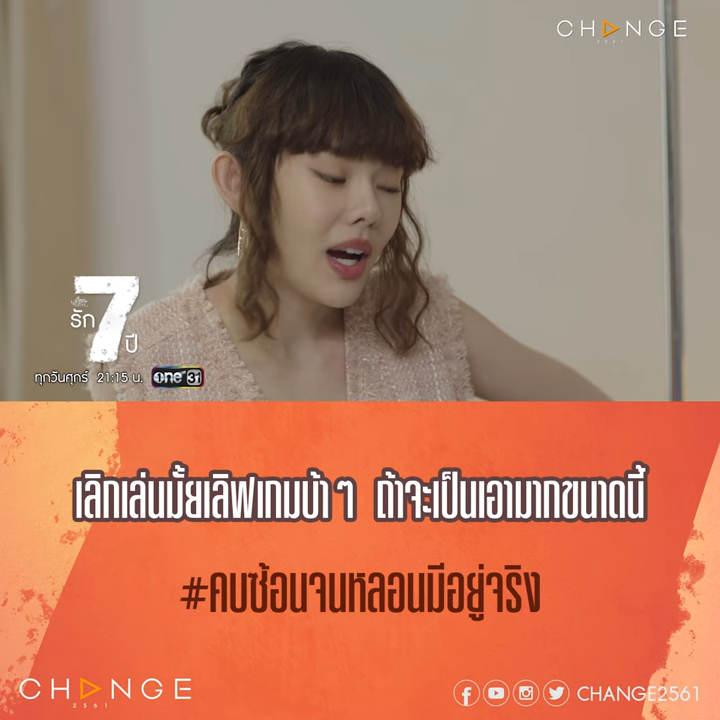 CHANGE
2561
รัก
7
ปี
ทุกวันศุกร์ 21:15 น. one 31
เลิกเล่นมั้ยเลิฟเกมบ้า ๆ ถ้าจะเป็นเอามากขนาดนี้
#คบซ้อนจนหลอนมีอยู่จริง
CHANGE
2561
CHANGE2561